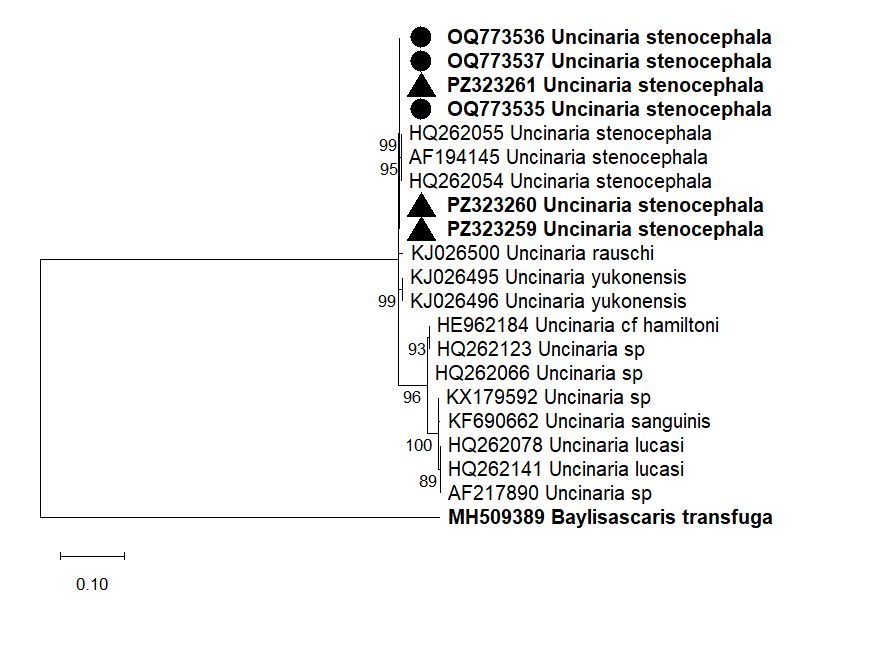 OQ773536 Uncinaria stenocephala
OQ773537 Uncinaria stenocephala
PZ323261 Uncinaria stenocephala
OQ773535 Uncinaria stenocephala
HQ262055 Uncinaria stenocephala
99
AF194145 Uncinaria stenocephala
95
HQ262054 Uncinaria stenocephala
PZ323260 Uncinaria stenocephala
PZ323259 Uncinaria stenocephala
KJ026500 Uncinaria rauschi
KJ026495 Uncinaria yukonensis
99
KJ026496 Uncinaria yukonensis
HE962184 Uncinaria cf hamiltoni
93
HQ262123 Uncinaria sp
HQ262066 Uncinaria sp
96
KX179592 Uncinaria sp
KF690662 Uncinaria sanguinis
100
HQ262078 Uncinaria lucasi
HQ262141 Uncinaria lucasi
89
AF217890 Uncinaria sp
MH509389 Baylisascaris transfuga
0.10